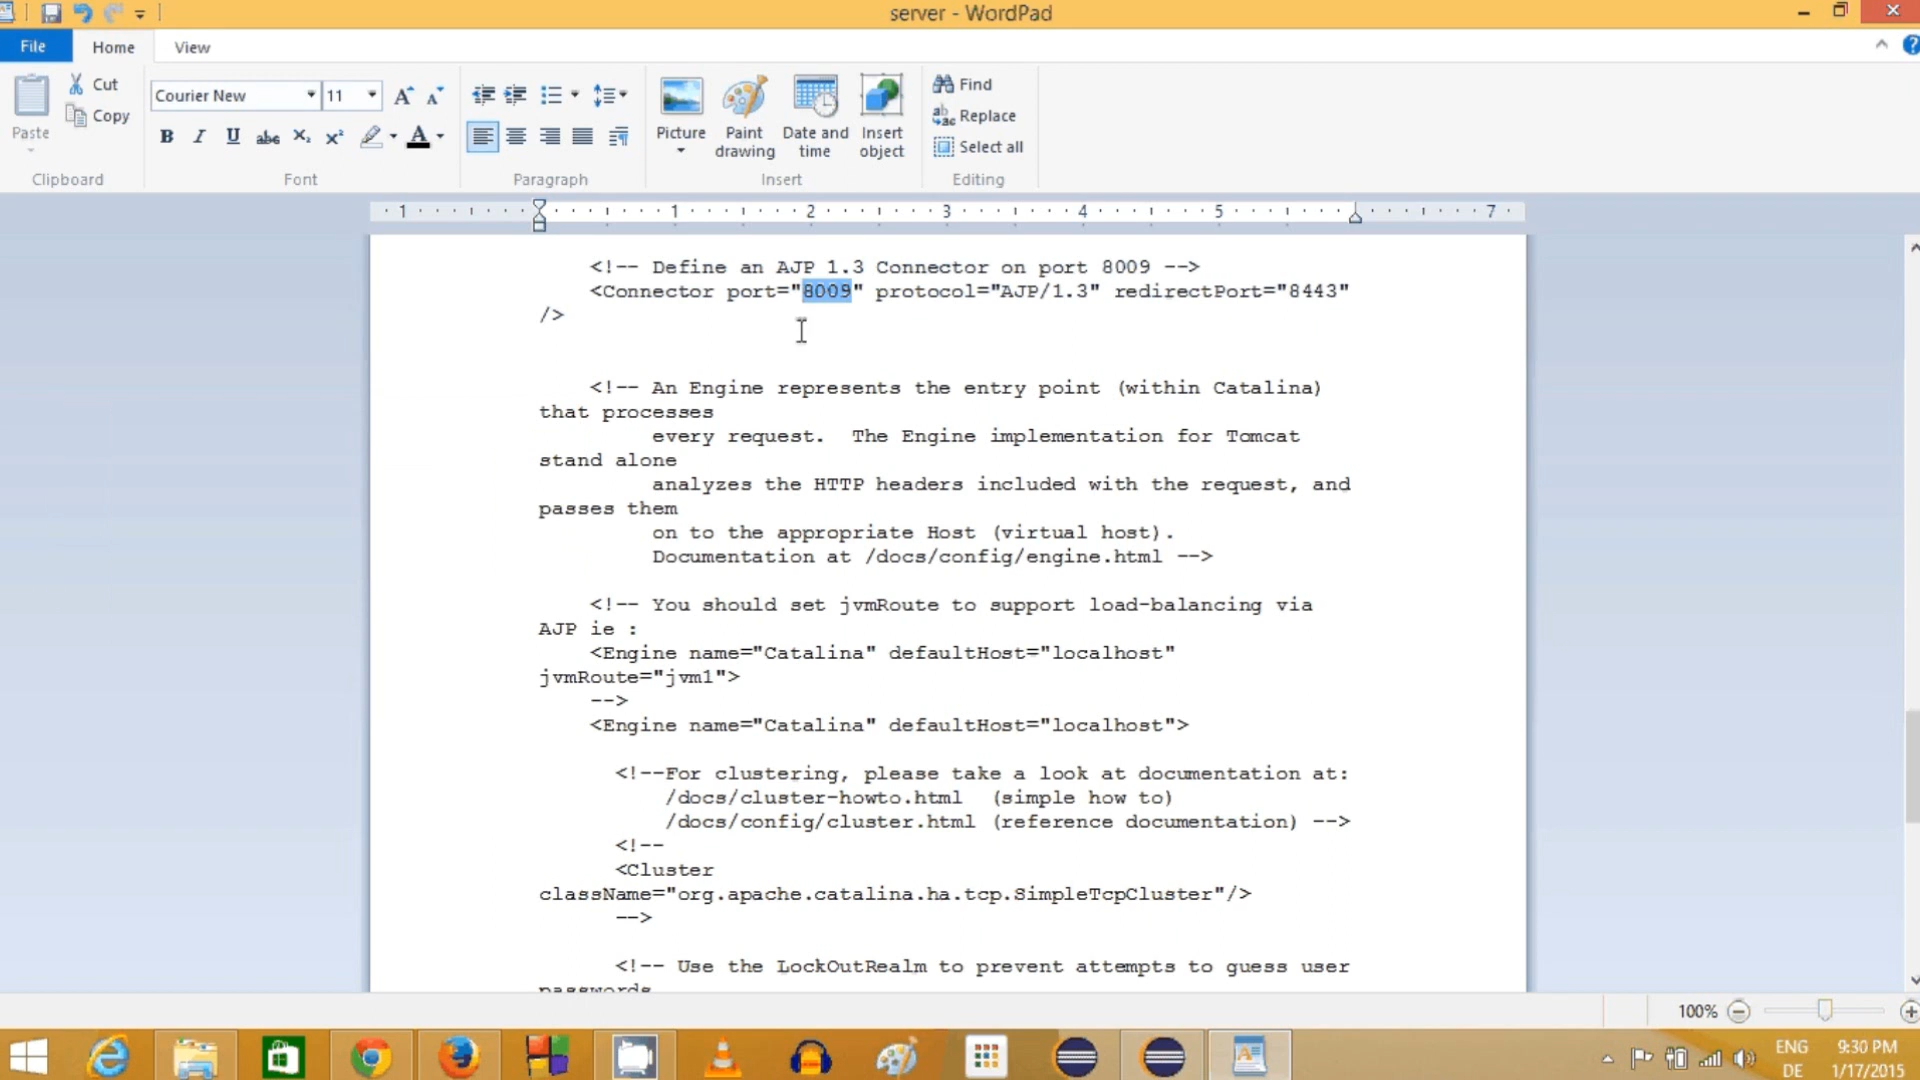 server - WordPad
File Home View
Paste
Cut
Copy
Clipboard
Courier New 11
Font
Paragraph
Picture
Paint drawing
Date and time
Insert object
Insert
Find
Replace
Select all
Editing
1 1 2 3 4 5 7
<!-- Define an AJP 1.3 Connector on port 8009 -->
<Connector port="8009" protocol="AJP/1.3" redirectPort="8443"
/>
<!-- An Engine represents the entry point (within Catalina)
that processes
every request.  The Engine implementation for Tomcat
stand alone
analyzes the HTTP headers included with the request, and
passes them
on to the appropriate Host (virtual host).
Documentation at /docs/config/engine.html -->
<!-- You should set jvmRoute to support load-balancing via
AJP ie :
<Engine name="Catalina" defaultHost="localhost"
jvmRoute="jvm1">
-->
<Engine name="Catalina" defaultHost="localhost">
<!--For clustering, please take a look at documentation at:
/docs/cluster-howto.html  (simple how to)
/docs/config/cluster.html (reference documentation) -->
<!--
<Cluster
className="org.apache.catalina.ha.tcp.SimpleTcpCluster"/>
-->
<!-- Use the LockOutRealm to prevent attempts to guess user
passwords
100%
ENG
DE
9:30 PM
1/17/2015